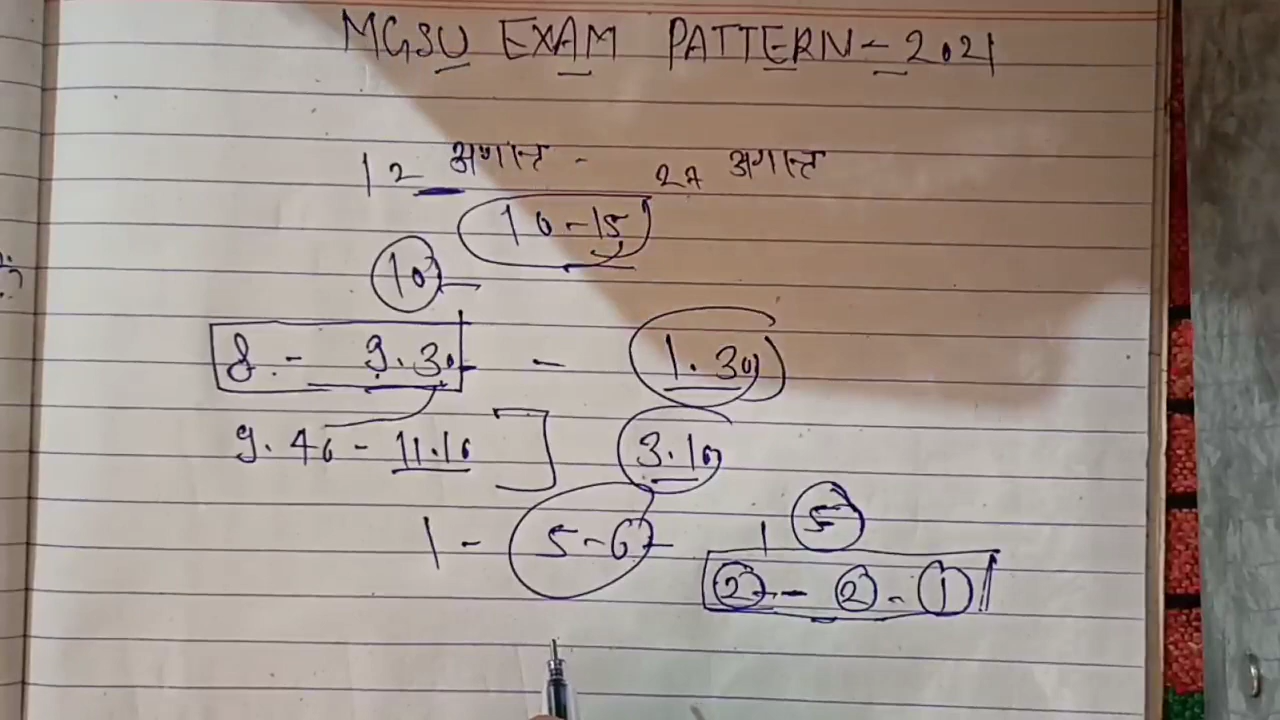 MGSU EXAM PATTERN - 2021
12 अगस्त - 27 अगस्त
10-15
10
8 - 9.30 - 1.30
9.40 - 11.10 3.10
1 - 5-6 - 1 5
2 - 2 - 1